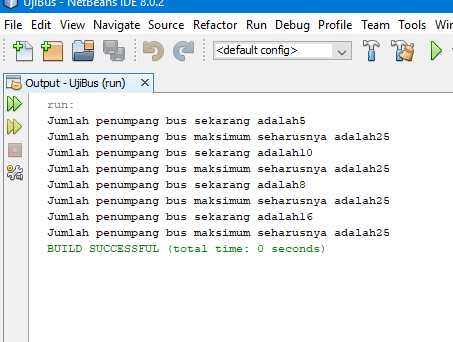 UjiBus - NetBeans IDE 8.0.2
File Edit View Navigate Source Refactor Run Debug Profile Team Tools Win
<default config>
Output - UjiBus (run)
run:
Jumlah penumpang bus sekarang adalah5
Jumlah penumpang bus maksimum seharusnya adalah25
Jumlah penumpang bus sekarang adalah10
Jumlah penumpang bus maksimum seharusnya adalah25
Jumlah penumpang bus sekarang adalah8
Jumlah penumpang bus maksimum seharusnya adalah25
Jumlah penumpang bus sekarang adalah16
Jumlah penumpang bus maksimum seharusnya adalah25
BUILD SUCCESSFUL (total time: 0 seconds)